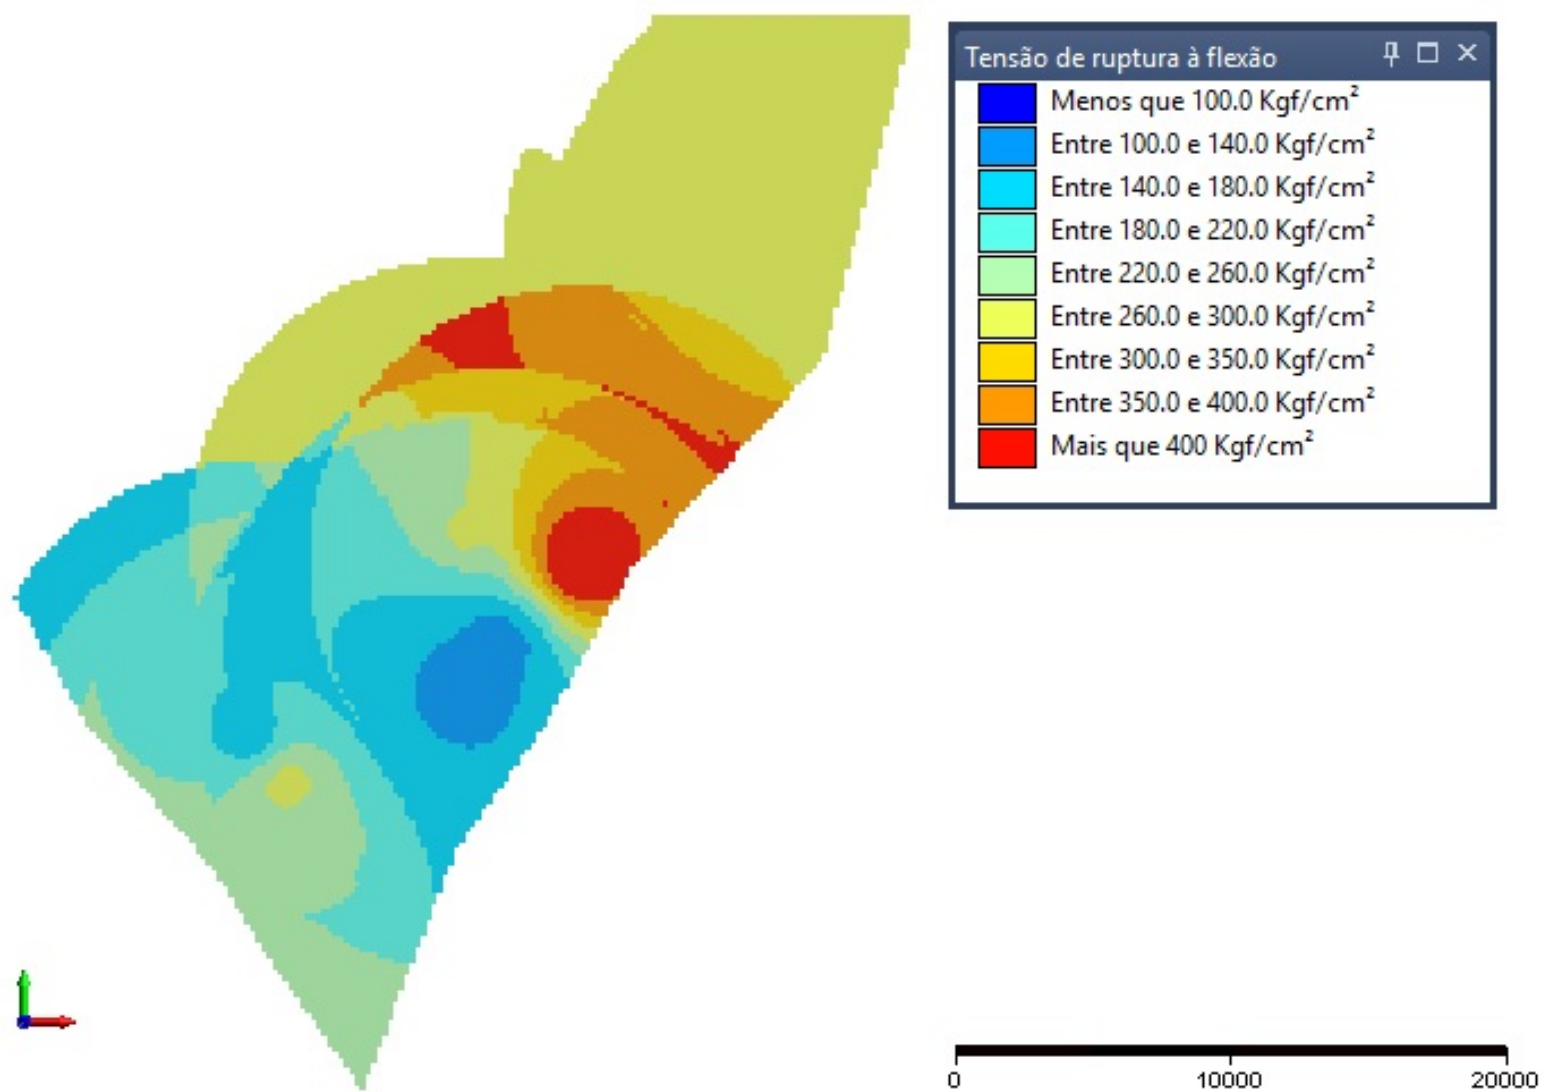 Tensão de ruptura à flexão
Menos que 100.0 Kgf/cm²
Entre 100.0 e 140.0 Kgf/cm²
Entre 140.0 e 180.0 Kgf/cm²
Entre 180.0 e 220.0 Kgf/cm²
Entre 220.0 e 260.0 Kgf/cm²
Entre 260.0 e 300.0 Kgf/cm²
Entre 300.0 e 350.0 Kgf/cm²
Entre 350.0 e 400.0 Kgf/cm²
Mais que 400 Kgf/cm²
0 10000 20000